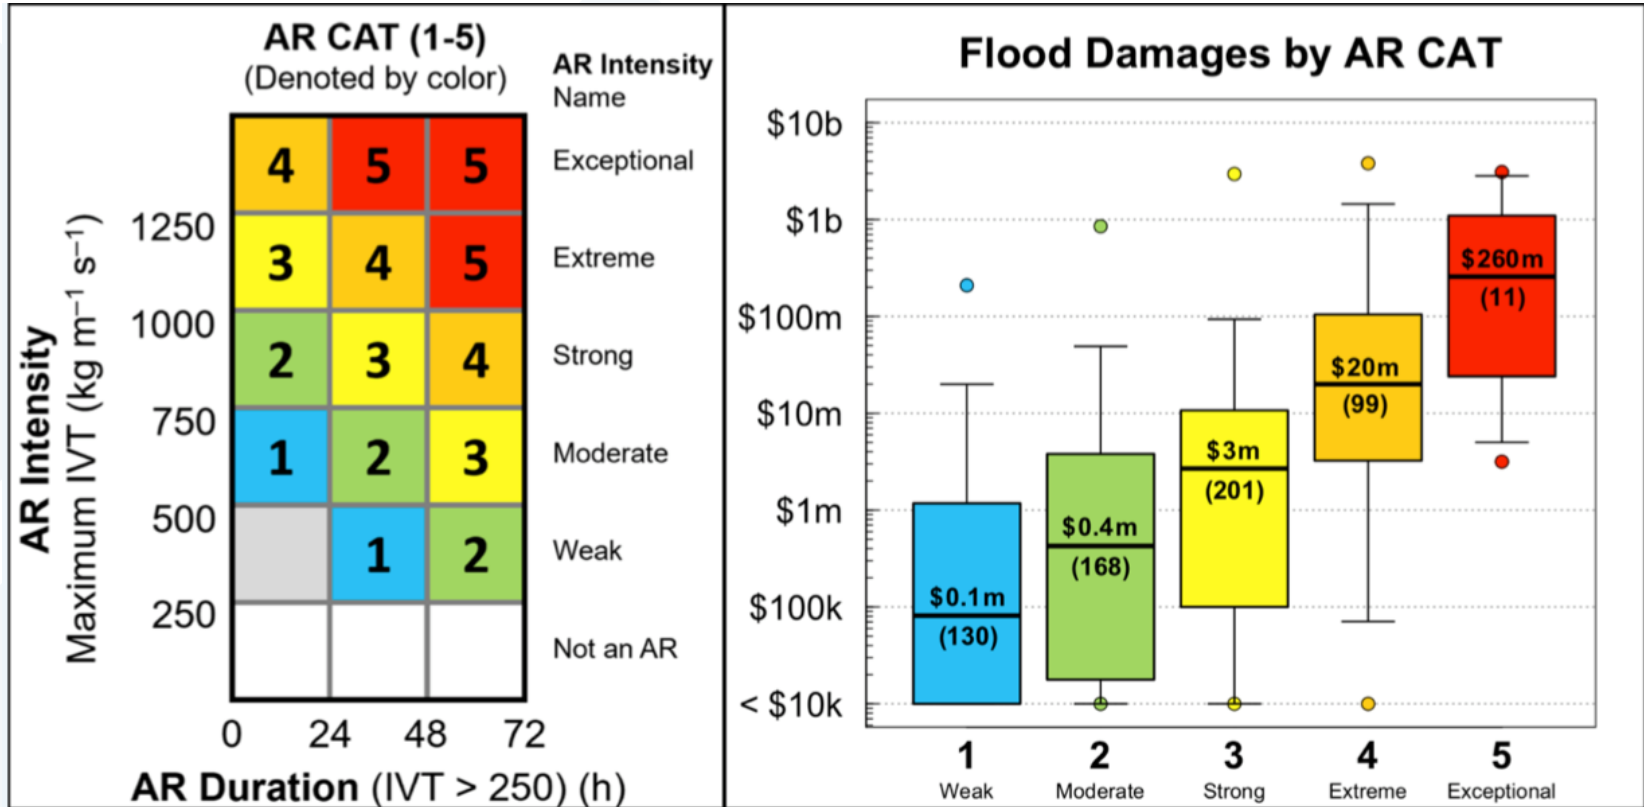 AR CAT (1-5)
(Denoted by color)
AR Intensity
Name
4 5 5 Exceptional
1250
3 4 5 Extreme
1000
2 3 4 Strong
750
1 2 3 Moderate
500
1 2 Weak
250
Not an AR
0 24 48 72
AR Duration (IVT > 250) (h)
AR Intensity
Maximum IVT (kg m⁻¹ s⁻¹)
Flood Damages by AR CAT
$10b
$1b
$100m
$10m
$1m
$100k
< $10k
$0.1m
(130)
$0.4m
(168)
$3m
(201)
$20m
(99)
$260m
(11)
1 2 3 4 5
Weak Moderate Strong Extreme Exceptional